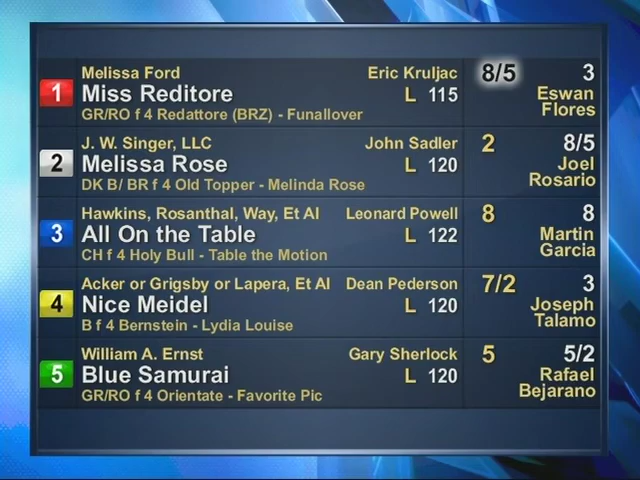 1 Melissa Ford Eric Kruljac 8/5 3
Miss Reditore L 115 Eswan Flores
GR/RO f 4 Redattore (BRZ) - Funallover
2 J. W. Singer, LLC John Sadler 2 8/5
Melissa Rose L 120 Joel Rosario
DK B/ BR f 4 Old Topper - Melinda Rose
3 Hawkins, Rosanthal, Way, Et Al Leonard Powell 8 8
All On the Table L 122 Martin Garcia
CH f 4 Holy Bull - Table the Motion
4 Acker or Grigsby or Lapera, Et Al Dean Pederson 7/2 3
Nice Meidel L 120 Joseph Talamo
B f 4 Bernstein - Lydia Louise
5 William A. Ernst Gary Sherlock 5 5/2
Blue Samurai L 120 Rafael Bejarano
GR/RO f 4 Orientate - Favorite Pic